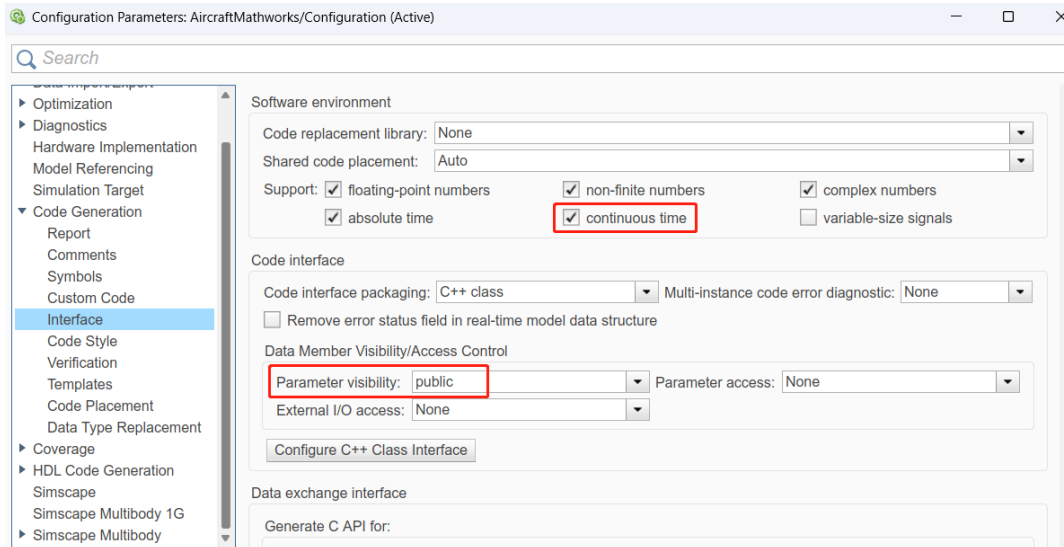 Configuration Parameters: AircraftMathworks/Configuration (Active)
Search
Data Import/Export
Optimization
Diagnostics
Hardware Implementation
Model Referencing
Simulation Target
Code Generation
Report
Comments
Symbols
Custom Code
Interface
Code Style
Verification
Templates
Code Placement
Data Type Replacement
Coverage
HDL Code Generation
Simscape
Simscape Multibody 1G
Simscape Multibody
Software environment
Code replacement library: None
Shared code placement: Auto
Support: floating-point numbers non-finite numbers complex numbers
absolute time continuous time variable-size signals
Code interface
Code interface packaging: C++ class Multi-instance code error diagnostic: None
Remove error status field in real-time model data structure
Data Member Visibility/Access Control
Parameter visibility: public Parameter access: None
External I/O access: None
Configure C++ Class Interface
Data exchange interface
Generate C API for: